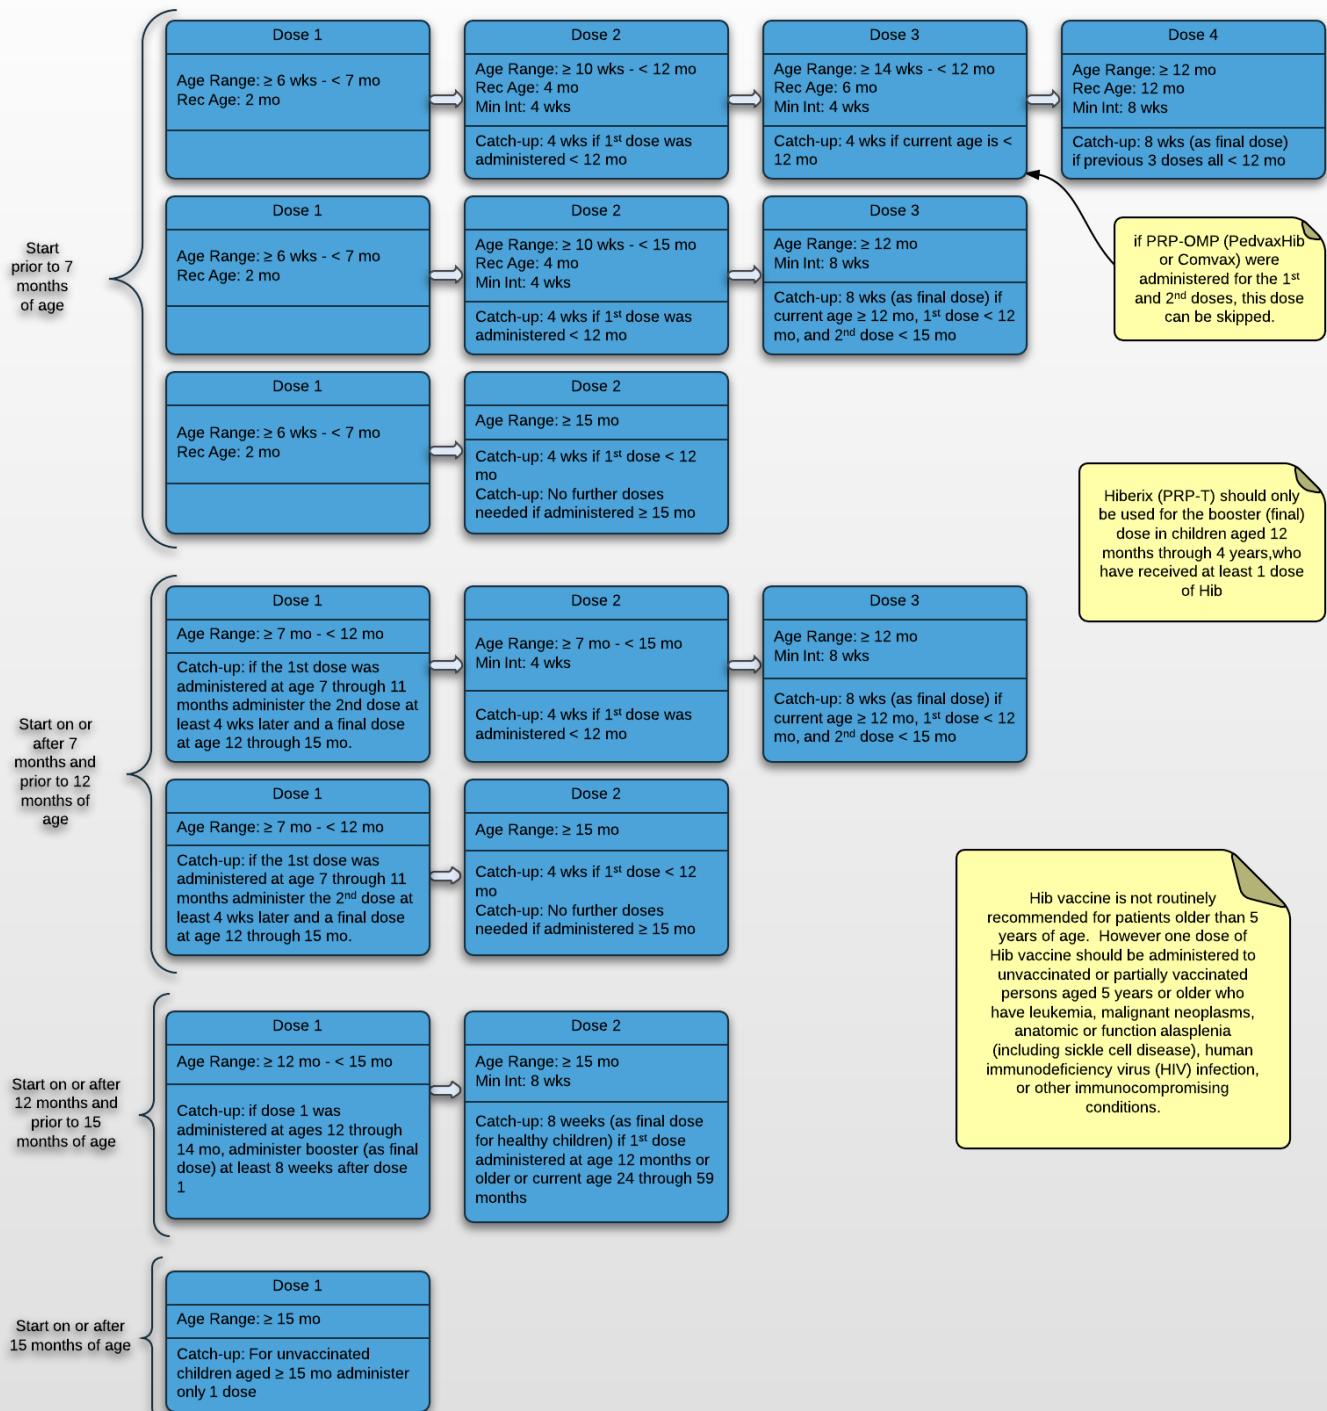 Start
prior to 7
months
of age
Dose 1
Age Range: ≥ 6 wks - < 7 mo
Rec Age: 2 mo
Dose 2
Age Range: ≥ 10 wks - < 12 mo
Rec Age: 4 mo
Min Int: 4 wks
Catch-up: 4 wks if 1st dose was
administered < 12 mo
Dose 3
Age Range: ≥ 14 wks - < 12 mo
Rec Age: 6 mo
Min Int: 4 wks
Catch-up: 4 wks if current age is <
12 mo
Dose 4
Age Range: ≥ 12 mo
Rec Age: 12 mo
Min Int: 8 wks
Catch-up: 8 wks (as final dose)
if previous 3 doses all < 12 mo
Dose 1
Age Range: ≥ 6 wks - < 7 mo
Rec Age: 2 mo
Dose 2
Age Range: ≥ 10 wks - < 15 mo
Rec Age: 4 mo
Min Int: 4 wks
Catch-up: 4 wks if 1st dose was
administered < 12 mo
Dose 3
Age Range: ≥ 12 mo
Min Int: 8 wks
Catch-up: 8 wks (as final dose) if
current age ≥ 12 mo, 1st dose < 12
mo, and 2nd dose < 15 mo
if PRP-OMP (PedvaxHib
or Comvax) were
administered for the 1st
and 2nd doses, this dose
can be skipped.
Dose 1
Age Range: ≥ 6 wks - < 7 mo
Rec Age: 2 mo
Dose 2
Age Range: ≥ 15 mo
Catch-up: 4 wks if 1st dose < 12
mo
Catch-up: No further doses
needed if administered ≥ 15 mo
Hiberix (PRP-T) should only
be used for the booster (final)
dose in children aged 12
months through 4 years,who
have received at least 1 dose
of Hib
Start on or
after 7
months and
prior to 12
months of
age
Dose 1
Age Range: ≥ 7 mo - < 12 mo
Catch-up: if the 1st dose was
administered at age 7 through 11
months administer the 2nd dose at
least 4 wks later and a final dose
at age 12 through 15 mo.
Dose 2
Age Range: ≥ 7 mo - < 15 mo
Min Int: 4 wks
Catch-up: 4 wks if 1st dose was
administered < 12 mo
Dose 3
Age Range: ≥ 12 mo
Min Int: 8 wks
Catch-up: 8 wks (as final dose) if
current age ≥ 12 mo, 1st dose < 12
mo, and 2nd dose < 15 mo
Dose 1
Age Range: ≥ 7 mo - < 12 mo
Catch-up: if the 1st dose was
administered at age 7 through 11
months administer the 2nd dose at
least 4 wks later and a final dose
at age 12 through 15 mo.
Dose 2
Age Range: ≥ 15 mo
Catch-up: 4 wks if 1st dose < 12
mo
Catch-up: No further doses
needed if administered ≥ 15 mo
Hib vaccine is not routinely
recommended for patients older than 5
years of age. However one dose of
Hib vaccine should be administered to
unvaccinated or partially vaccinated
persons aged 5 years or older who
have leukemia, malignant neoplasms,
anatomic or function alasplenia
(including sickle cell disease), human
immunodeficiency virus (HIV) infection,
or other immunocompromising
conditions.
Start on or after
12 months and
prior to 15
months of age
Dose 1
Age Range: ≥ 12 mo - < 15 mo
Catch-up: if dose 1 was
administered at ages 12 through
14 mo, administer booster (as final
dose) at least 8 weeks after dose
1
Dose 2
Age Range: ≥ 15 mo
Min Int: 8 wks
Catch-up: 8 weeks (as final dose
for healthy children) if 1st dose
administered at age 12 months or
older or current age 24 through 59
months
Start on or after
15 months of age
Dose 1
Age Range: ≥ 15 mo
Catch-up: For unvaccinated
children aged ≥ 15 mo administer
only 1 dose